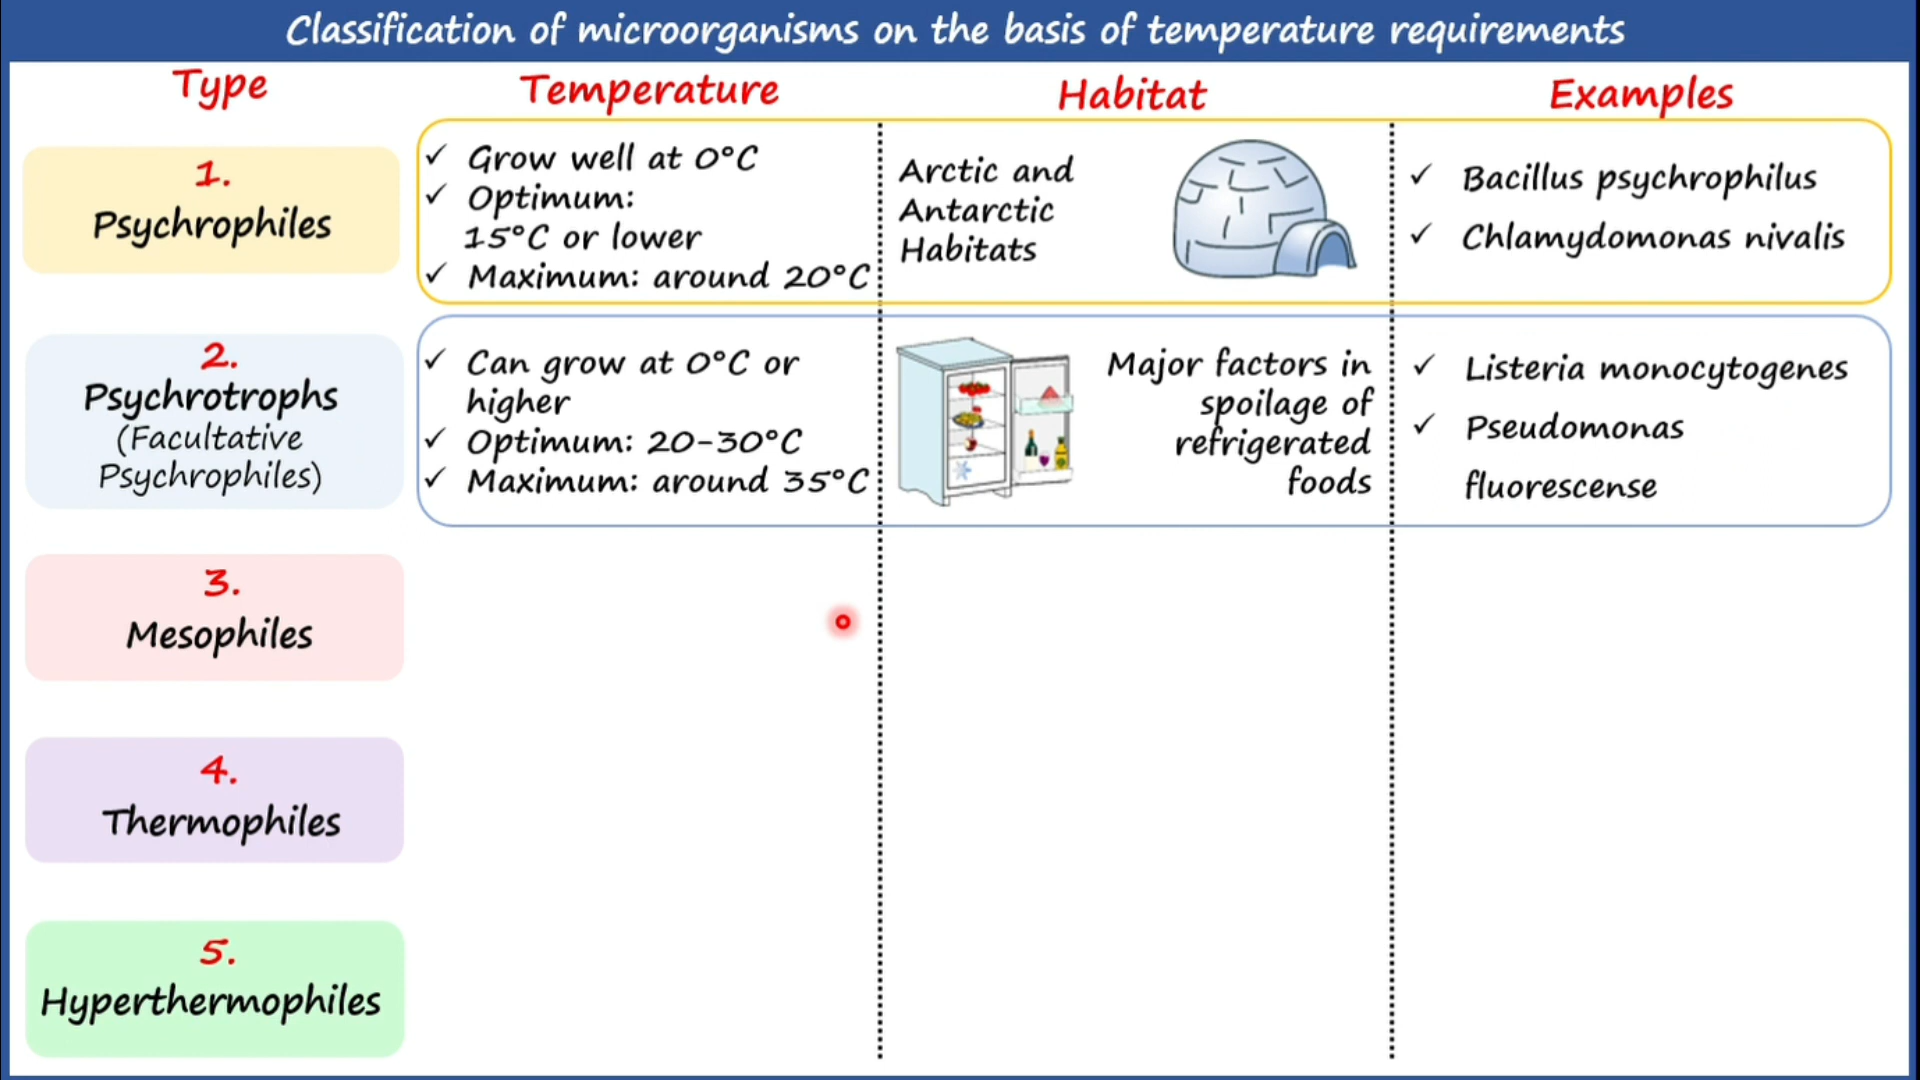 Classification of microorganisms on the basis of temperature requirements
Type
Temperature
Habitat
Examples
1.
Psychrophiles
✓ Grow well at 0°C
✓ Optimum:
15°C or lower
✓ Maximum: around 20°C
Arctic and
Antarctic
Habitats
✓ Bacillus psychrophilus
✓ Chlamydomonas nivalis
2.
Psychrotrophs
(Facultative
Psychrophiles)
✓ Can grow at 0°C or
higher
✓ Optimum: 20-30°C
✓ Maximum: around 35°C
Major factors in
spoilage of
refrigerated
foods
✓ Listeria monocytogenes
✓ Pseudomonas
fluorescense
3.
Mesophiles
4.
Thermophiles
5.
Hyperthermophiles